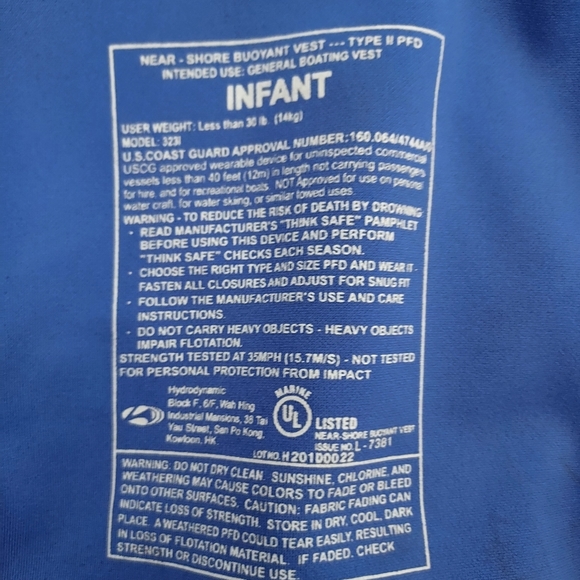 NEAR - SHORE BUOYANT VEST --- TYPE II PFD
INTENDED USE: GENERAL BOATING VEST
INFANT
USER WEIGHT: Less than 30 lb. (14kg)
MODEL: 323I
U.S.COAST GUARD APPROVAL NUMBER:160.064/4744A/0
USCG approved wearable device for uninspected commercial
vessels less than 40 feet (12m) in length not carrying passengers
for hire, and for recreational boats. NOT Approved for use on personal
water craft, for water skiing, or similar towed uses.
WARNING - TO REDUCE THE RISK OF DEATH BY DROWNING
- READ MANUFACTURER'S "THINK SAFE" PAMPHLET
BEFORE USING THIS DEVICE AND PERFORM
"THINK SAFE" CHECKS EACH SEASON.
- CHOOSE THE RIGHT TYPE AND SIZE PFD AND WEAR IT -
FASTEN ALL CLOSURES AND ADJUST FOR SNUG FIT
- FOLLOW THE MANUFACTURER'S USE AND CARE
INSTRUCTIONS.
- DO NOT CARRY HEAVY OBJECTS - HEAVY OBJECTS
IMPAIR FLOTATION.
STRENGTH TESTED AT 35MPH (15.7M/S) - NOT TESTED
FOR PERSONAL PROTECTION FROM IMPACT
Hydrodynamic
Block F, 6/F, Wah Hing
Industrial Mansions, 36 Tai
Yau Street, San Po Kong,
Kowloon, HK
MARINE
UL
LISTED
NEAR-SHORE BUOYANT VEST
ISSUE NO. L - 7381
LOT NO. H201D0022
WARNING: DO NOT DRY CLEAN. SUNSHINE, CHLORINE, AND
WEATHERING MAY CAUSE COLORS TO FADE OR BLEED
ONTO OTHER SURFACES. CAUTION: FABRIC FADING CAN
INDICATE LOSS OF STRENGTH. STORE IN DRY, COOL, DARK
PLACE. A WEATHERED PFD COULD TEAR EASILY, RESULTING
IN LOSS OF FLOTATION MATERIAL. IF FADED, CHECK
STRENGTH OR DISCONTINUE USE.